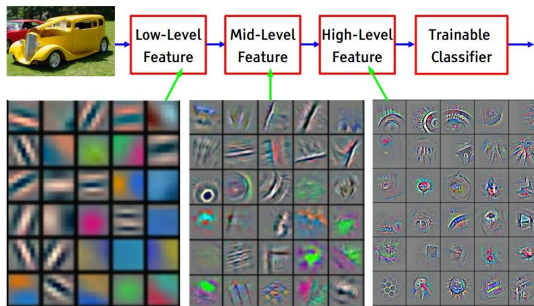 Low-Level
Feature
Mid-Level
Feature
High-Level
Feature
Trainable
Classifier